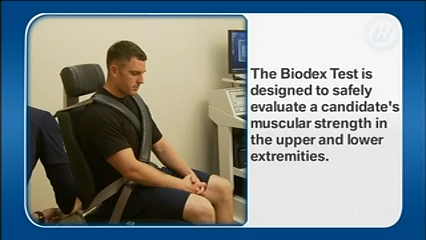 The Biodex Test is
designed to safely
evaluate a candidate's
muscular strength in
the upper and lower
extremities.